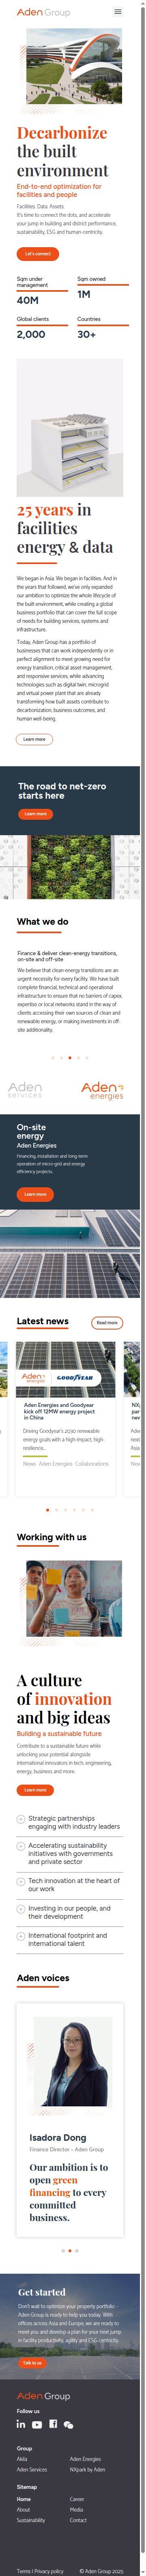 Aden Group
Decarbonize
the built
environment
End-to-end optimization for
facilities and people
Facilities. Data. Assets.
It's time to connect the dots, and accelerate
your jump in building and district performance,
sustainability, ESG and human-centricity.
Let's connect
Sqm under
management
40M
Sqm owned
1M
Global clients
2,000
Countries
30+
25 years in
facilities
energy & data
We began in Asia. We began in facilities. And in
the years that followed, we've only expanded
our ambition to optimize the whole lifecycle of
the built environment, while creating a global
business portfolio that can cover the full scope
of needs for building services, systems and
infrastructure.
Today, Aden Group has a portfolio of
businesses that can work independently or in
perfect alignment to meet growing need for
energy transition, critical asset management,
and responsive services, while advancing
technologies such as digital twin, microgrid
and virtual power plant that are already
transforming how built assets contribute to
decarbonization, business outcomes, and
human well-being.
Learn more
The road to net-zero
starts here
Learn more
What we do
Finance & deliver clean-energy transitions,
on-site and off-site
We believe that clean-energy transitions are an
urgent necessity for every facility. We have built
the financial, technical and operational
infrastructure to ensure that no barriers of capex,
expertise or local networks stand in the way of
clients accessing their own sources of clean and
renewable energy, or making investments in off-
site additionality.
Aden
services
Aden
energies
On-site
energy
Aden Energies
Financing, installation and long-term
operation of micro-grid and energy
efficiency projects.
Learn more
Latest news
Read more
Aden
energies
GOODYEAR
Aden Energies and Goodyear
kick off 12MW energy project
in China
Driving Goodyear's 2030 renewable
energy goals with a high-impact, high
resilience...
News Aden Energies Collaborations
Working with us
A culture
of innovation
and big ideas
Building a sustainable future
Contribute to a sustainable future while
unlocking your potential alongside
international innovators in tech, engineering,
energy, business and more.
Learn more
Strategic partnerships
engaging with industry leaders
Accelerating sustainability
initiatives with governments
and private sector
Tech innovation at the heart of
our work
Investing in our people, and
their development
International footprint and
international talent
Aden voices
Isadora Dong
Finance Director – Aden Group
Our ambition is to
open green
financing to every
committed
business.
Get started
Don't wait to optimize your property portfolio -
Aden Group is ready to help you today. With
offices across Asia and Europe, we are ready to
meet you and develop a plan for your next jump
in facility productivity, agility and ESG-centricity.
Talk to us
Aden Group
Follow us
Group
Akila
Aden Energies
Aden Services
NXpark by Aden
Sitemap
Home
Career
About
Media
Sustainability
Contact
Terms I Privacy policy
© Aden Group 2025